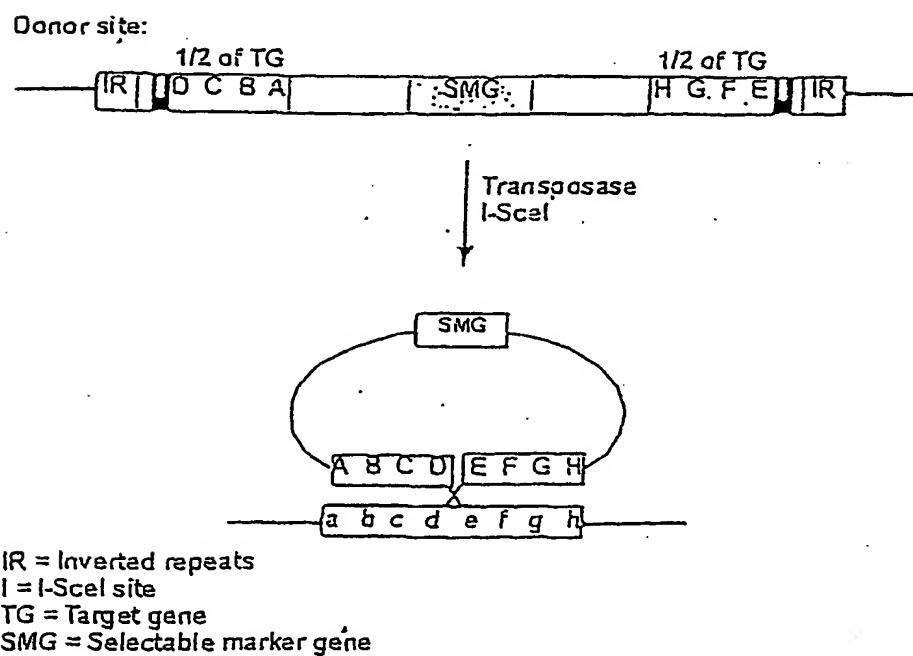 Donor site:
1/2 of TG 1/2 of TG
IR D C B A SMG H G. F. E IR
Transposase
I-SceI
SMG
A B C D E F G H
a b c d e f g h
IR = Inverted repeats
I = I-SceI site
TG = Target gene
SMG = Selectable marker gene